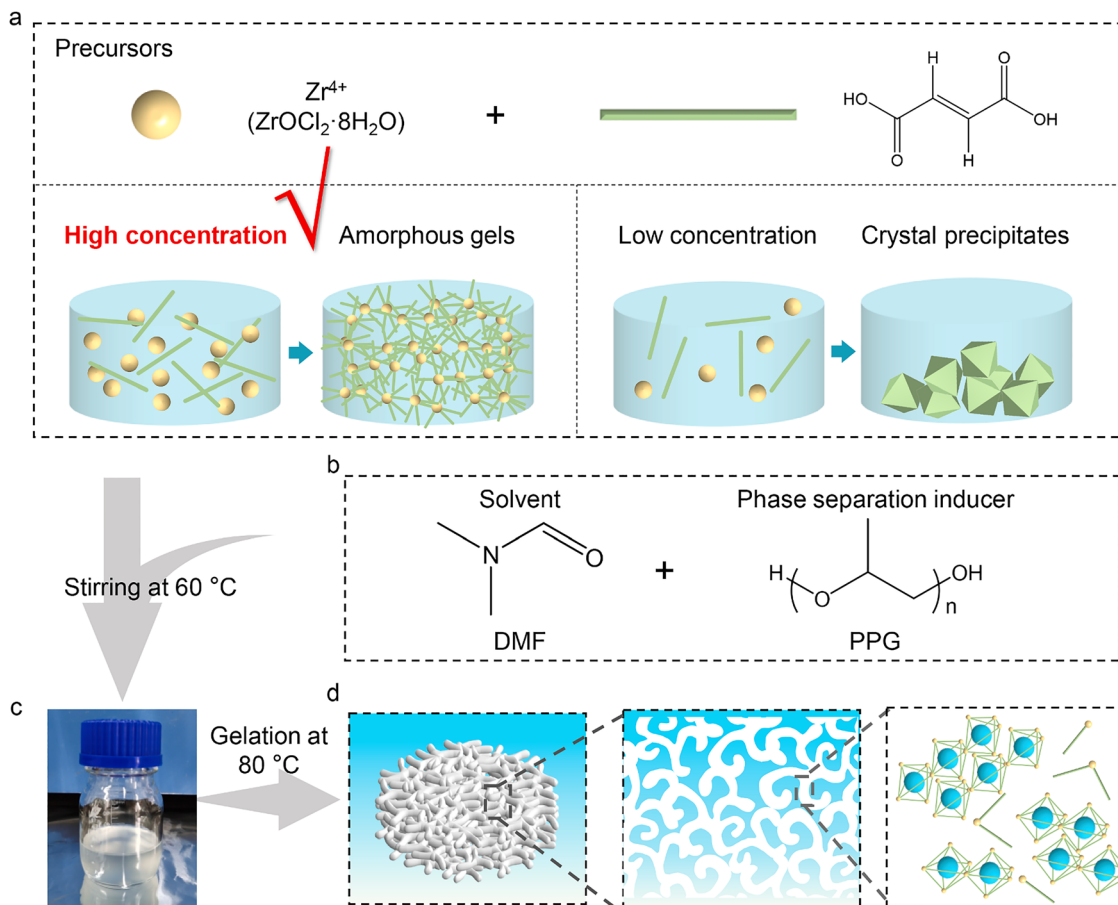 a
Precursors
Zr⁴⁺
(ZrOCl₂·8H₂O)
+
HO
O
H
H
O
OH
High concentration
Amorphous gels
Low concentration
Crystal precipitates
b
Solvent
Phase separation inducer
N
O
+
H
O
n
OH
DMF
PPG
Stirring at 60 °C
c
Gelation at
80 °C
d